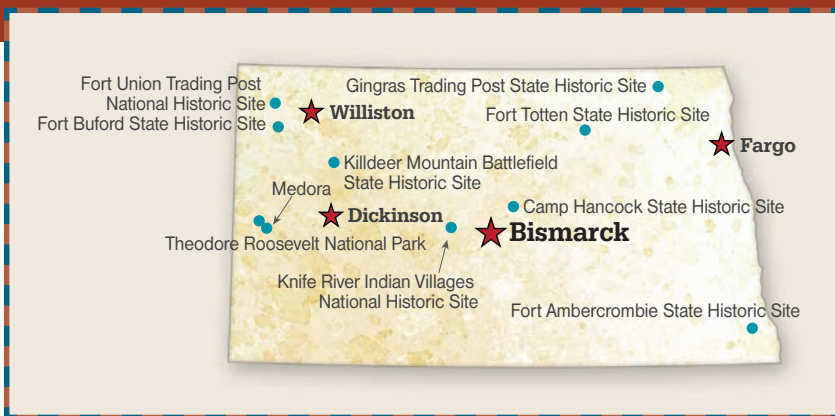 Fort Union Trading Post
National Historic Site
Fort Buford State Historic Site
Williston
Gingras Trading Post State Historic Site
Fort Totten State Historic Site
Fargo
Killdeer Mountain Battlefield
State Historic Site
Medora
Dickinson
Theodore Roosevelt National Park
Camp Hancock State Historic Site
Bismarck
Knife River Indian Villages
National Historic Site
Fort Ambercrombie State Historic Site